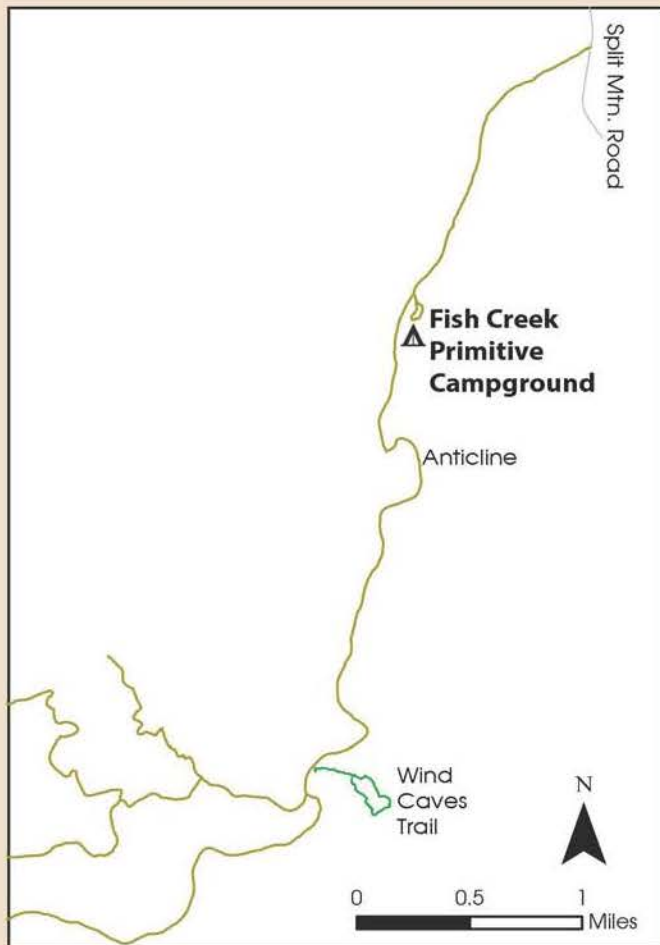 Split Mtn. Road
Fish Creek
Primitive
Campground
Anticline
Wind
Caves
Trail
N
0 0.5 1
Miles